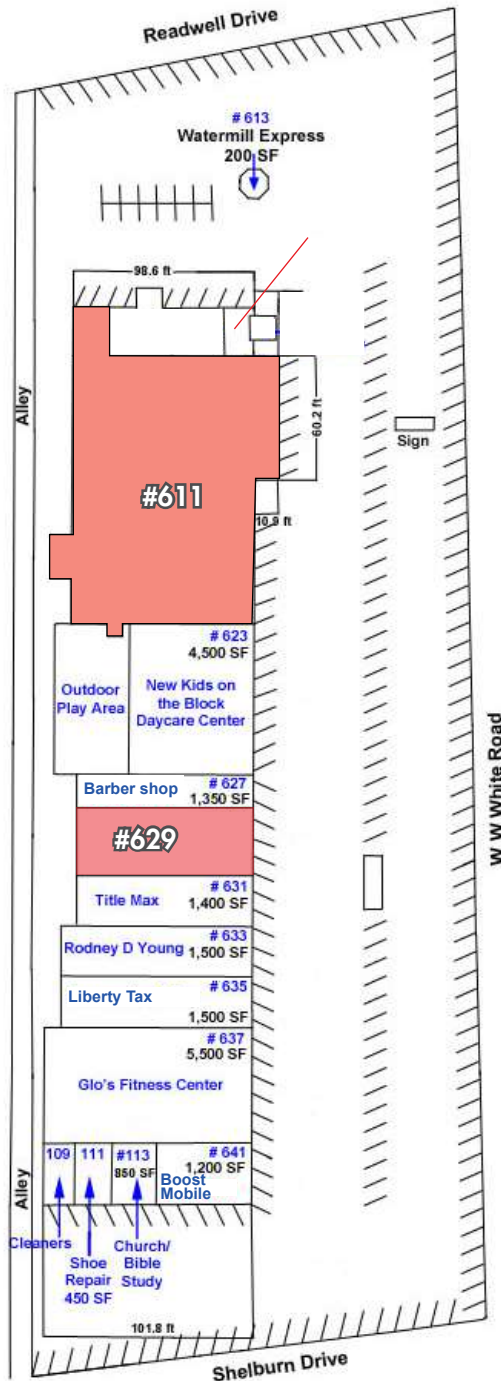 Readwell Drive
# 613
Watermill Express
200 SF
98.6 ft
Alley
60.2 ft
Sign
#611
10.9 ft
# 623
4,500 SF
Outdoor
Play Area
New Kids on
the Block
Daycare Center
W W White Road
Barber shop
# 627
1,350 SF
#629
# 631
Title Max
1,400 SF
# 633
Rodney D Young
1,500 SF
# 635
Liberty Tax
1,500 SF
# 637
5,500 SF
Glo's Fitness Center
109
111
#113
850 SF
# 641
1,200 SF
Boost
Mobile
Alley
Cleaners
Shoe
Repair
450 SF
Church/
Bible
Study
101.8 ft
Shelburn Drive